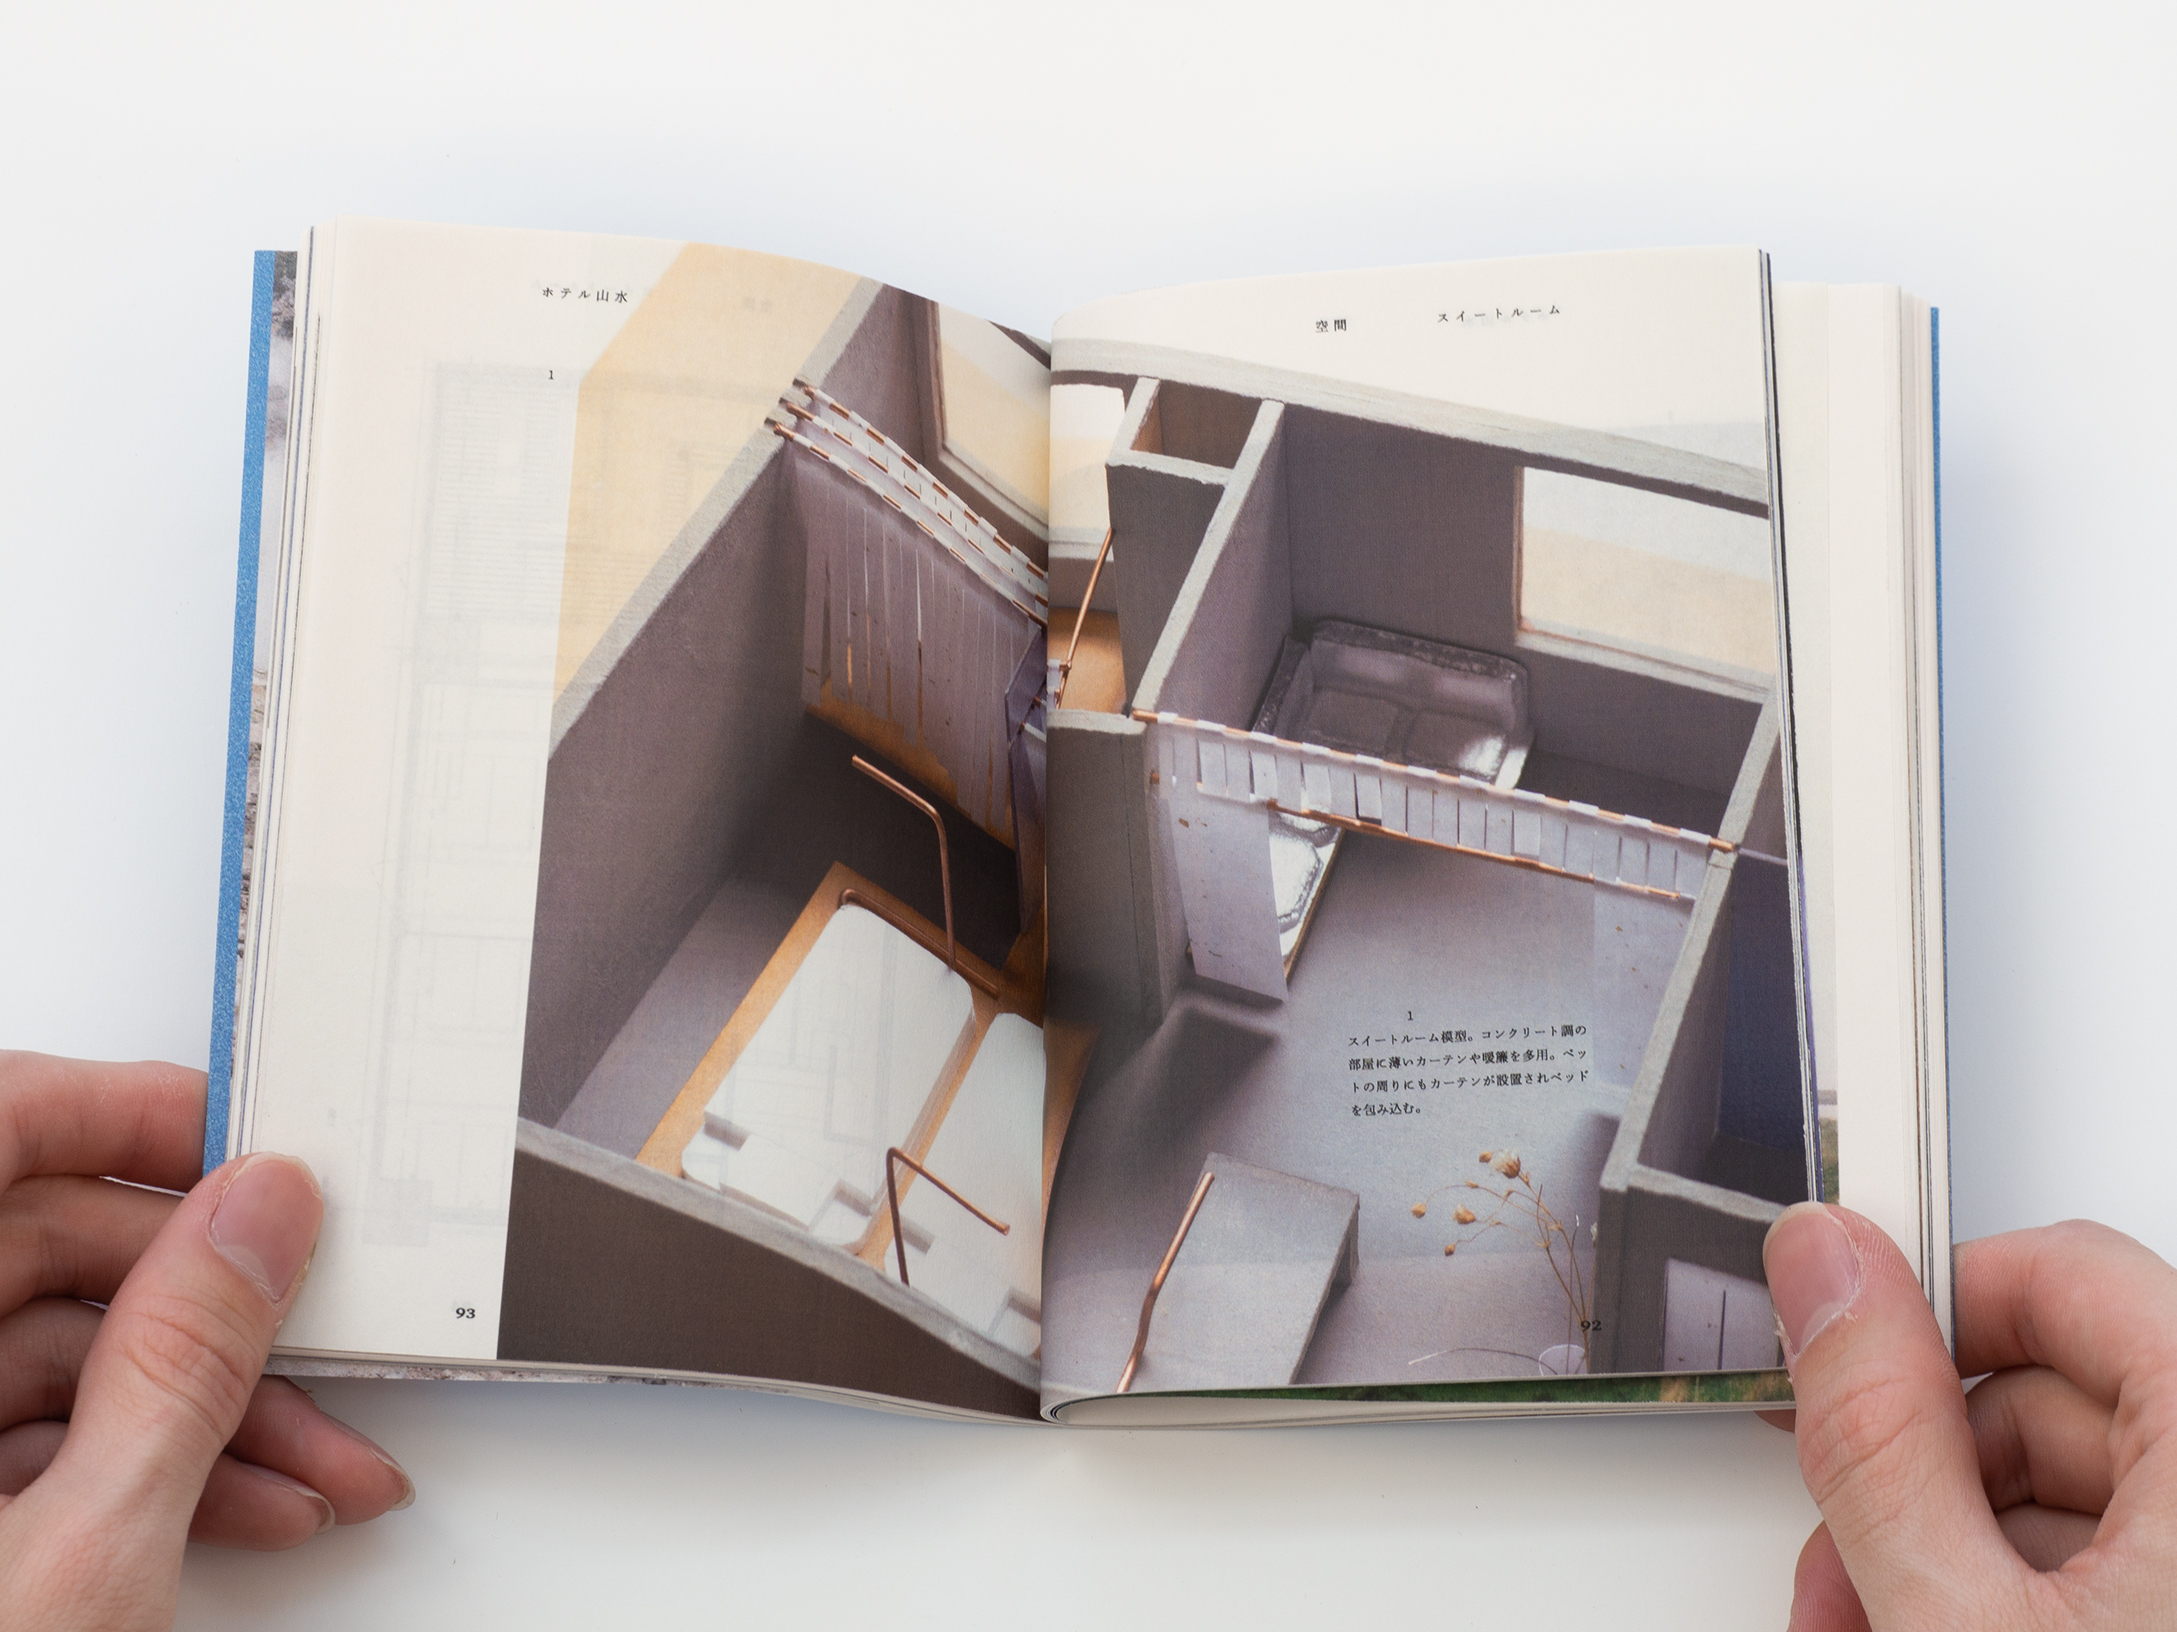 空間
スイートルーム
1
スイートルーム模型。コンクリート調の
部屋に薄いカーテンや暖簾を多用。ベッ
トの周りにもカーテンが設置されベッド
を包み込む。
92
ホテル山水
1
93